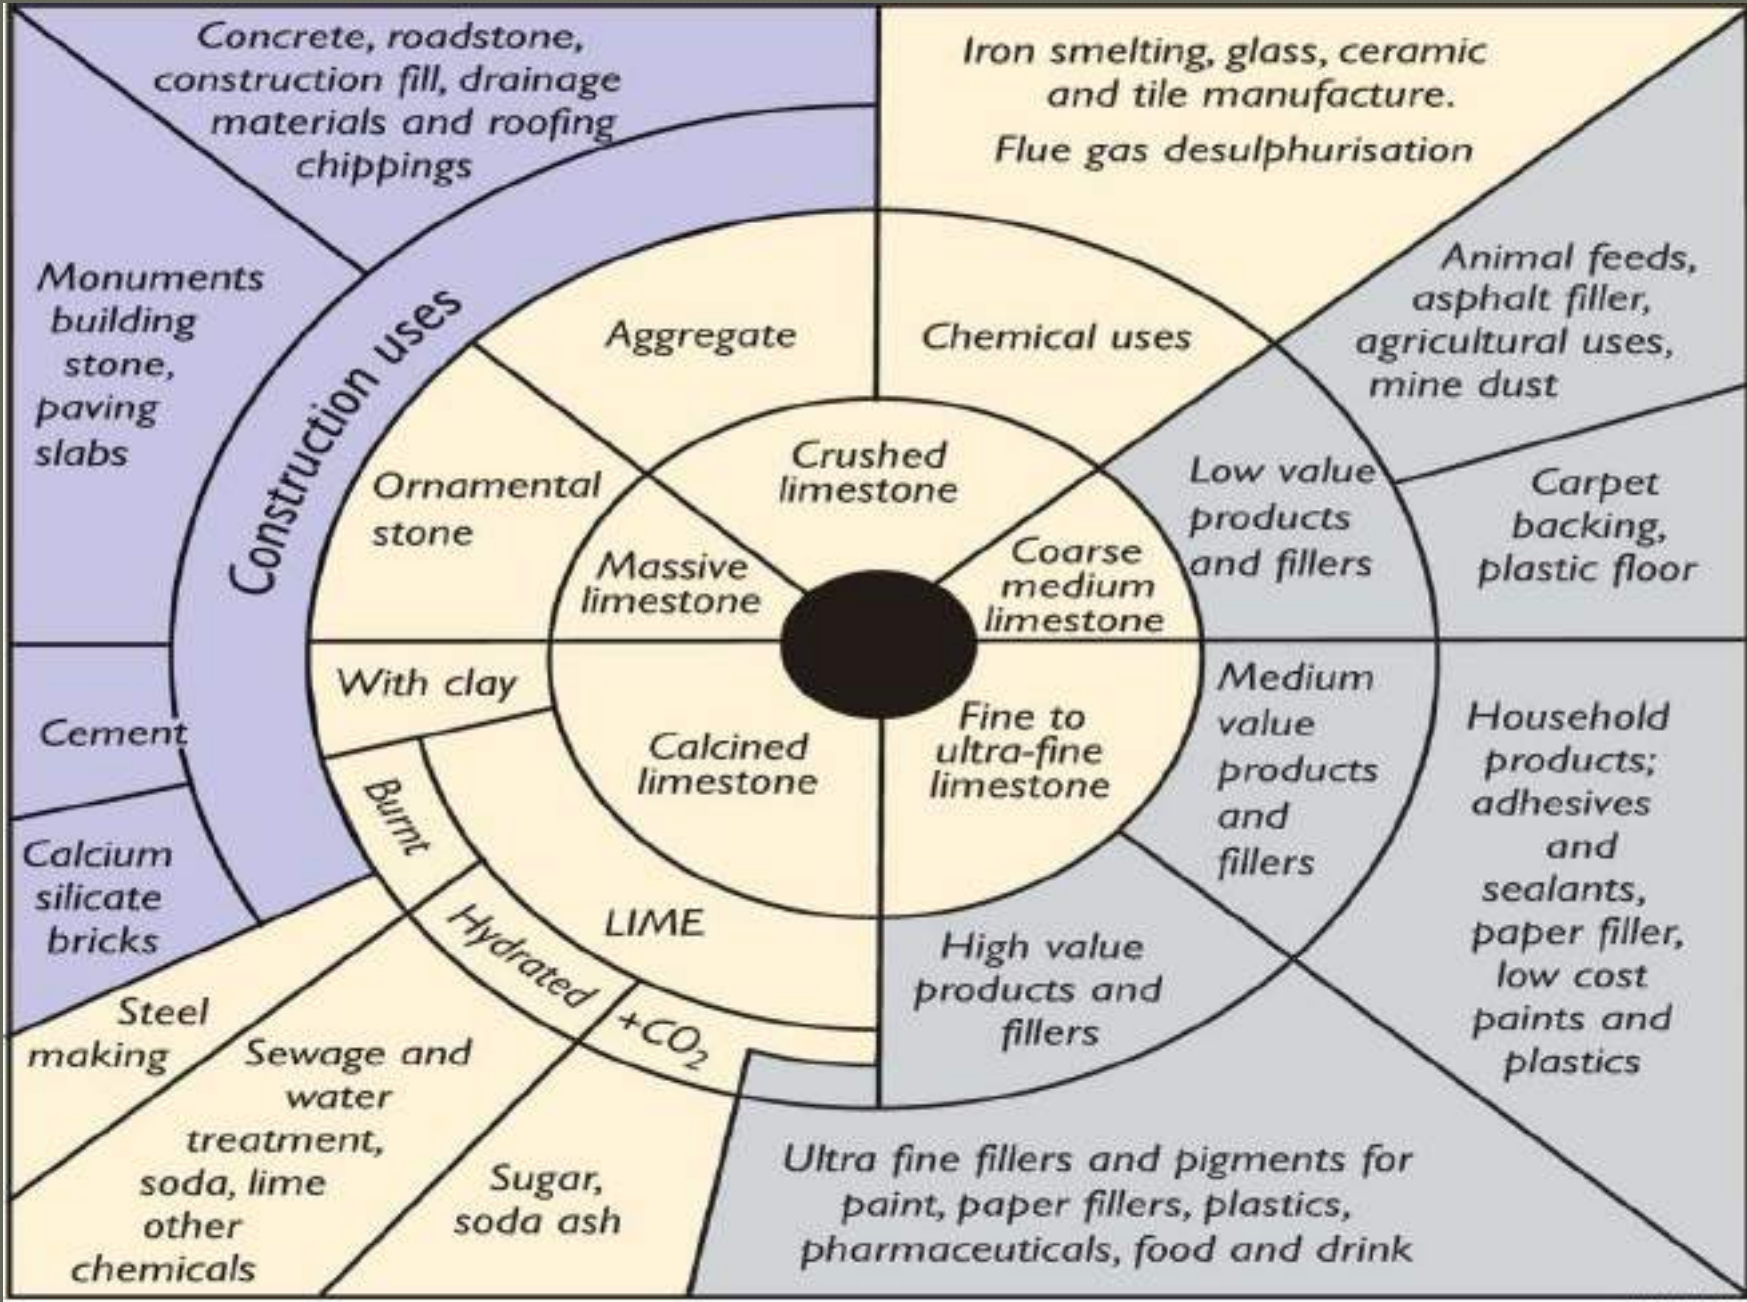 Concrete, roadstone,
construction fill, drainage
materials and roofing
chippings
Iron smelting, glass, ceramic
and tile manufacture.
Flue gas desulphurisation
Monuments
building
stone,
paving
slabs
Construction uses
Aggregate
Chemical uses
Animal feeds,
asphalt filler,
agricultural uses,
mine dust
Ornamental
stone
Crushed
limestone
Low value
products
and fillers
Carpet
backing,
plastic floor
Massive
limestone
Coarse
medium
limestone
With clay
Cement
Calcined
limestone
Fine to
ultra-fine
limestone
Medium
value
products
and
fillers
Household
products;
adhesives
and
sealants,
paper filler,
low cost
paints and
plastics
Burnt
Calcium
silicate
bricks
Hydrated
LIME
+CO2
High value
products and
fillers
Steel
making
Sewage and
water
treatment,
soda, lime
other
chemicals
Sugar,
soda ash
Ultra fine fillers and pigments for
paint, paper fillers, plastics,
pharmaceuticals, food and drink